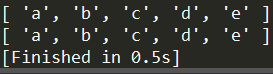 [ 'a', 'b', 'c', 'd', 'e' ]
[ 'a', 'b', 'c', 'd', 'e' ]
[Finished in 0.5s]